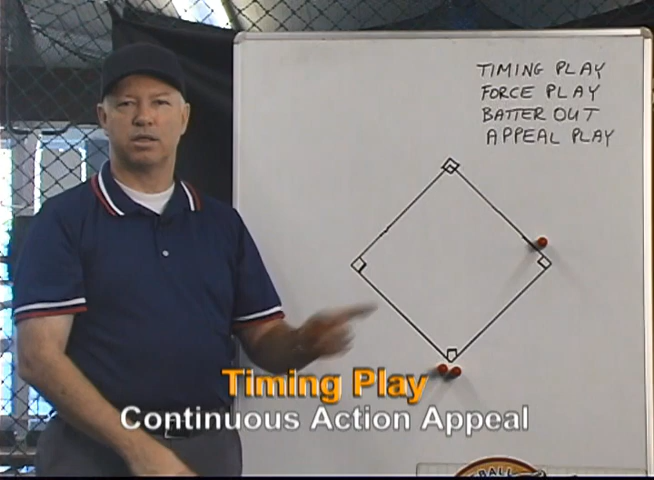 TIMING PLAY
FORCE PLAY
BATTER OUT
APPEAL PLAY
Timing Play
Continuous Action Appeal